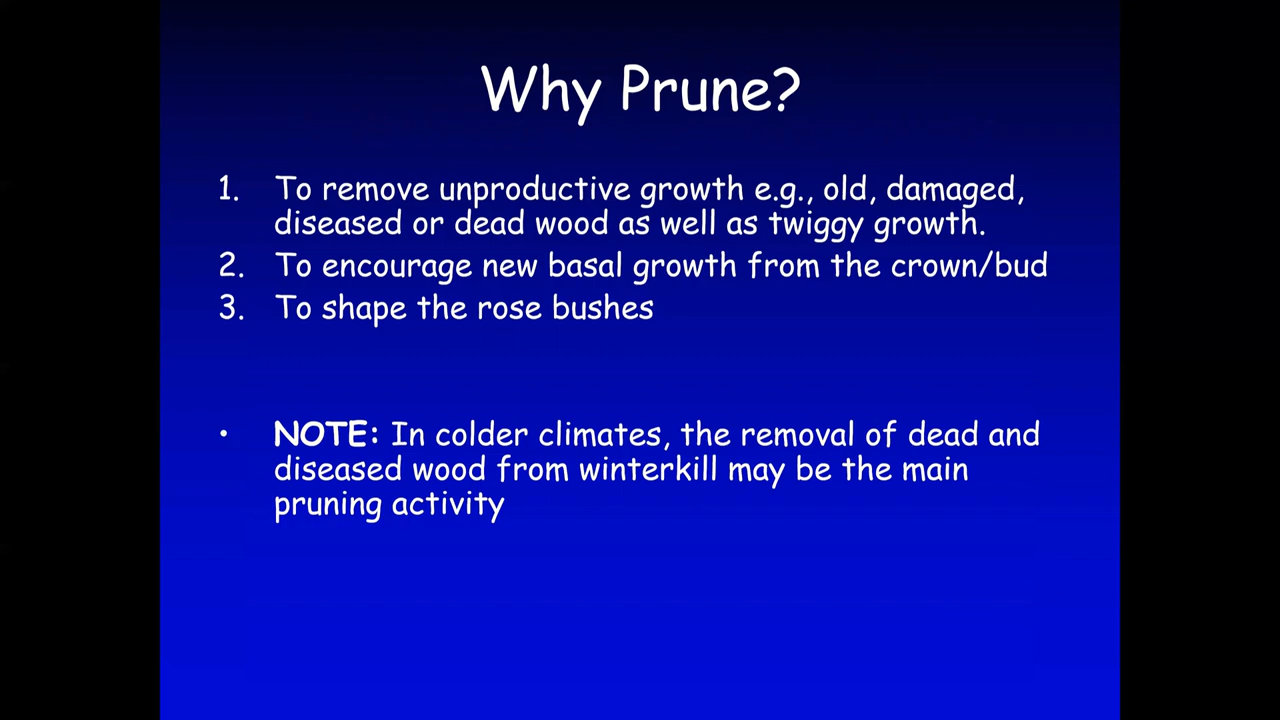 Why Prune?
1. To remove unproductive growth e.g., old, damaged,
diseased or dead wood as well as twiggy growth.
2. To encourage new basal growth from the crown/bud
3. To shape the rose bushes
• NOTE: In colder climates, the removal of dead and
diseased wood from winterkill may be the main
pruning activity